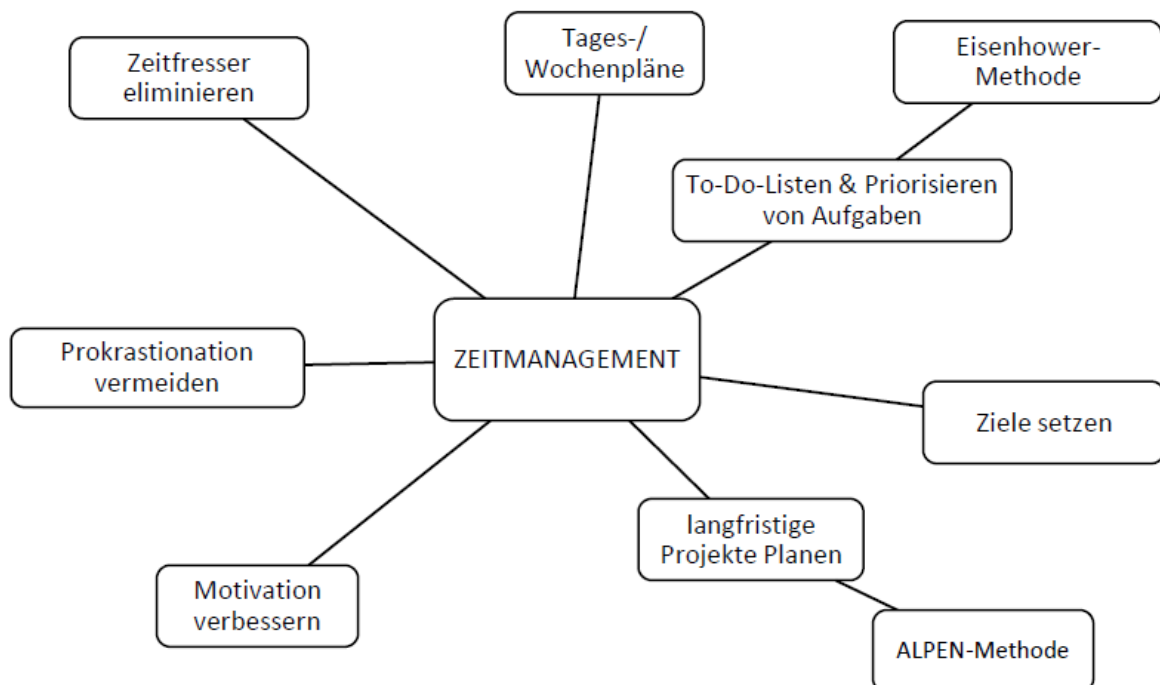 Zeitfresser
eliminieren
Tages-/
Wochenpläne
Eisenhower-
Methode
To-Do-Listen & Priorisieren
von Aufgaben
Prokrastionation
vermeiden
ZEITMANAGEMENT
Ziele setzen
langfristige
Projekte Planen
Motivation
verbessern
ALPEN-Methode